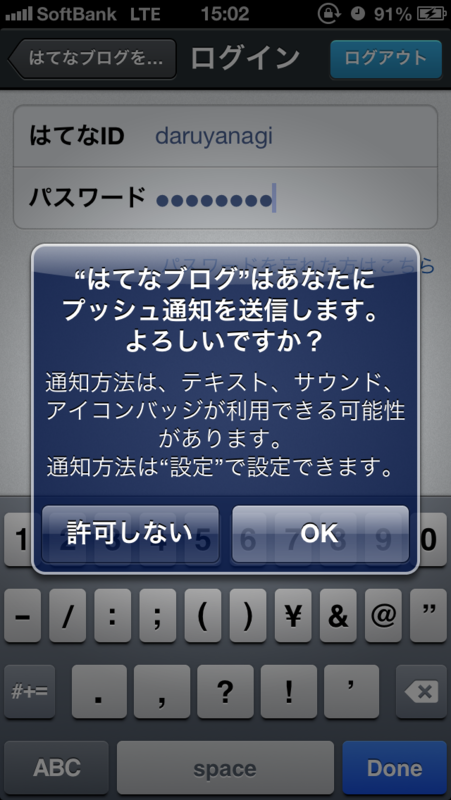 SoftBank LTE 15:02 91%
はてなブログを... ログイン ログアウト
はてなID daruyanagi
パスワード ●●●●●●●●
パスワードを忘れた方はこちら
“はてなブログ”はあなたに
プッシュ通知を送信します。
よろしいですか？
通知方法は、テキスト、サウンド、
アイコンバッジが利用できる可能性
があります。
通知方法は“設定”で設定できます。
許可しない OK
1 2 3 4 5 6 7 8 9 0
- / : ; ( ) ¥ & @ ”
#+= . , ? ! ’
ABC space Done